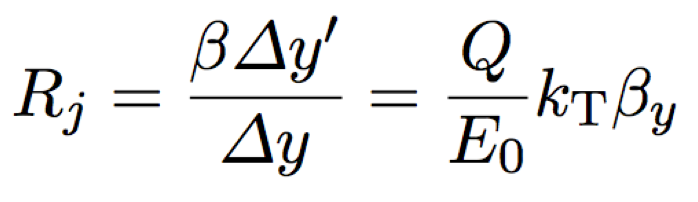 $R_j = \frac{\beta \Delta y'}{\Delta y} = \frac{Q}{E_0} k_{\mathrm{T}} \beta_y$